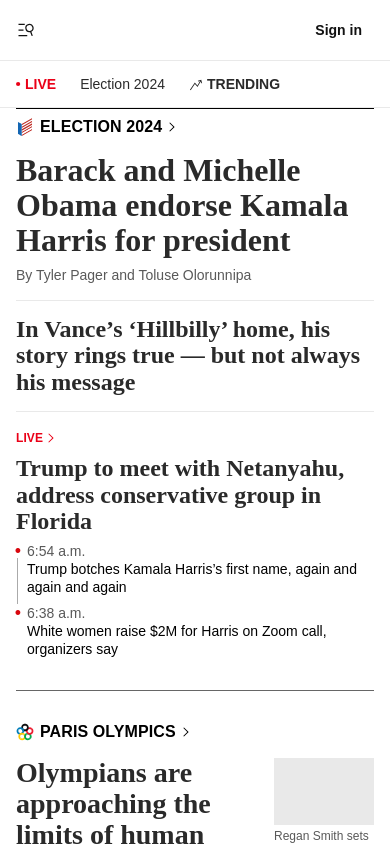 Sign in
LIVE
Election 2024
TRENDING
ELECTION 2024
Barack and Michelle
Obama endorse Kamala
Harris for president
By Tyler Pager and Toluse Olorunnipa
In Vance’s ‘Hillbilly’ home, his
story rings true — but not always
his message
LIVE
Trump to meet with Netanyahu,
address conservative group in
Florida
6:54 a.m.
Trump botches Kamala Harris’s first name, again and
again and again
6:38 a.m.
White women raise $2M for Harris on Zoom call,
organizers say
PARIS OLYMPICS
Olympians are
approaching the
limits of human
Regan Smith sets